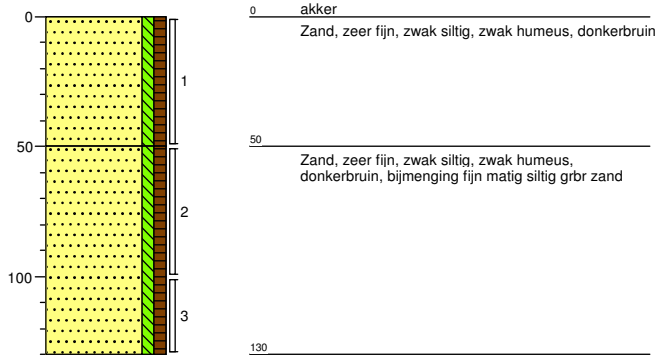 0
50
100
1
2
3
0
akker
Zand, zeer fijn, zwak siltig, zwak humeus, donkerbruin
50
Zand, zeer fijn, zwak siltig, zwak humeus,
donkerbruin, bijmenging fijn matig siltig grbr zand
130